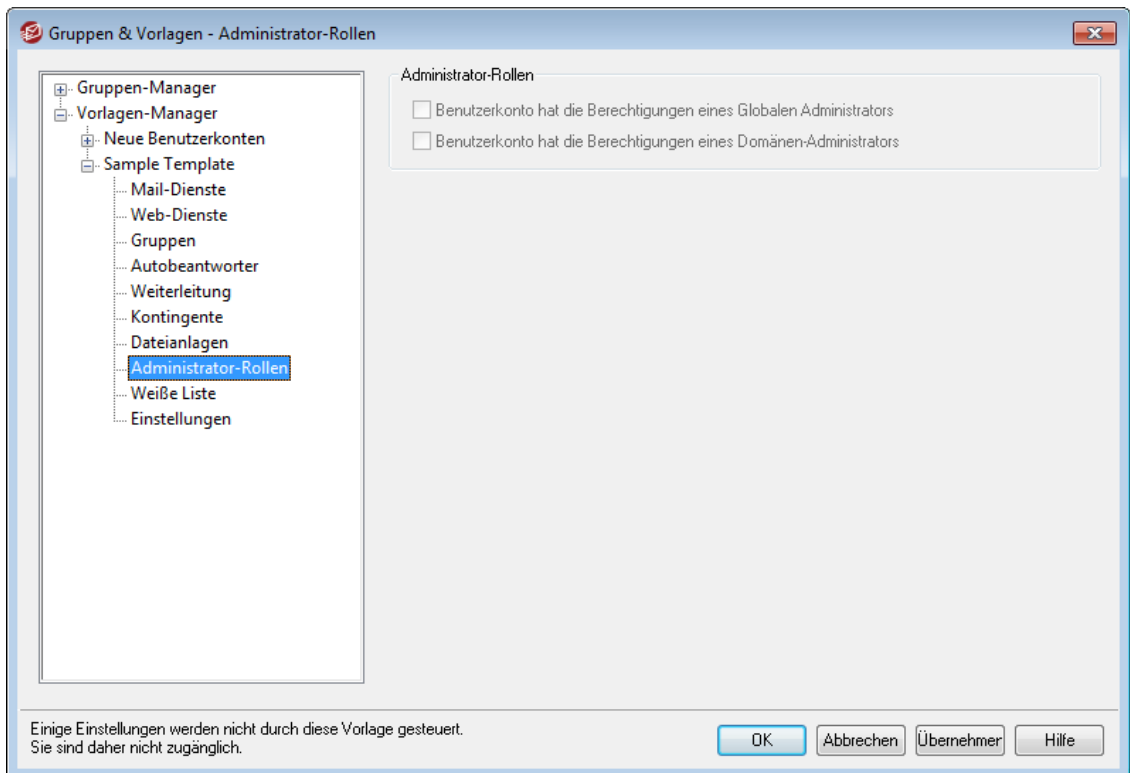 Gruppen & Vorlagen - Administrator-Rollen
Gruppen-Manager
Vorlagen-Manager
Neue Benutzerkonten
Sample Template
Mail-Dienste
Web-Dienste
Gruppen
Autobeantworter
Weiterleitung
Kontingente
Dateianlagen
Administrator-Rollen
Weiße Liste
Einstellungen
Administrator-Rollen
Benutzerkonto hat die Berechtigungen eines Globalen Administrators
Benutzerkonto hat die Berechtigungen eines Domänen-Administrators
Einige Einstellungen werden nicht durch diese Vorlage gesteuert.
Sie sind daher nicht zugänglich.
OK
Abbrechen
Übernehmer
Hilfe